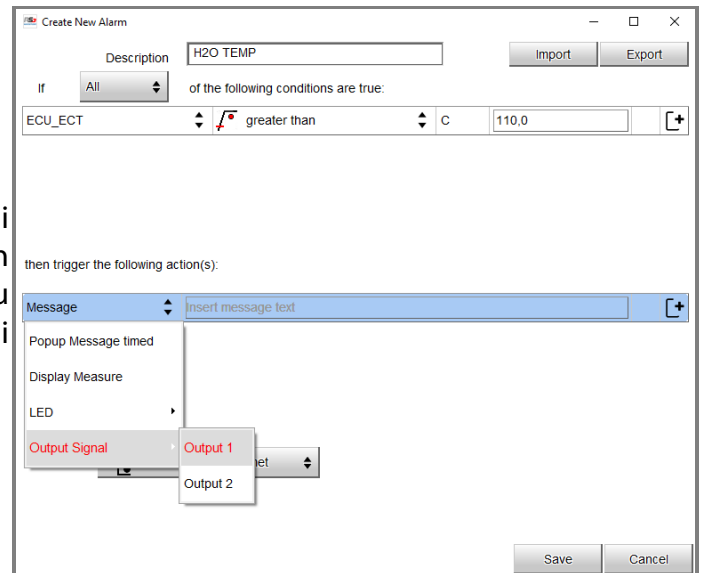 Create New Alarm
Description H2O TEMP Import Export
If All of the following conditions are true:
ECU_ECT greater than C 110,0
i
n
then trigger the following action(s):
u
Message Insert message text
i
Popup Message timed
Display Measure
LED
Output Signal Output 1
Output 2
Save Cancel